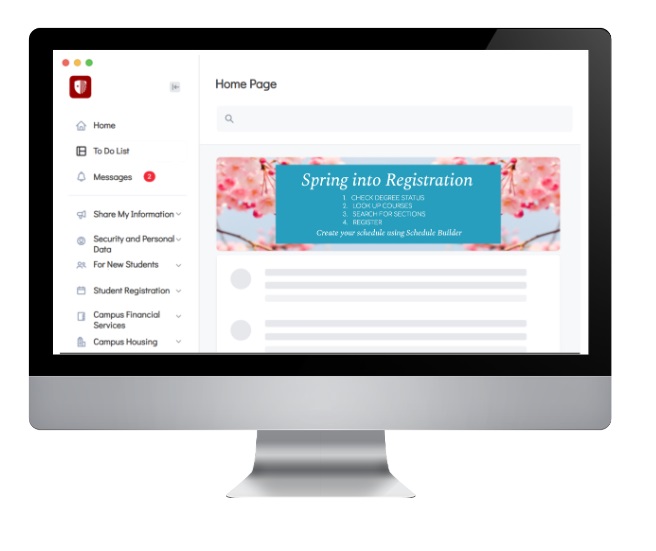 Home Page
Home
To Do List
Messages 2
Share My Information
Security and Personal
Data
For New Students
Student Registration
Campus Financial
Services
Campus Housing
Spring into Registration
1. CHECK DEGREE STATUS
2. LOOK UP COURSES
3. SEARCH FOR SECTIONS
4. REGISTER
Create your schedule using Schedule Builder